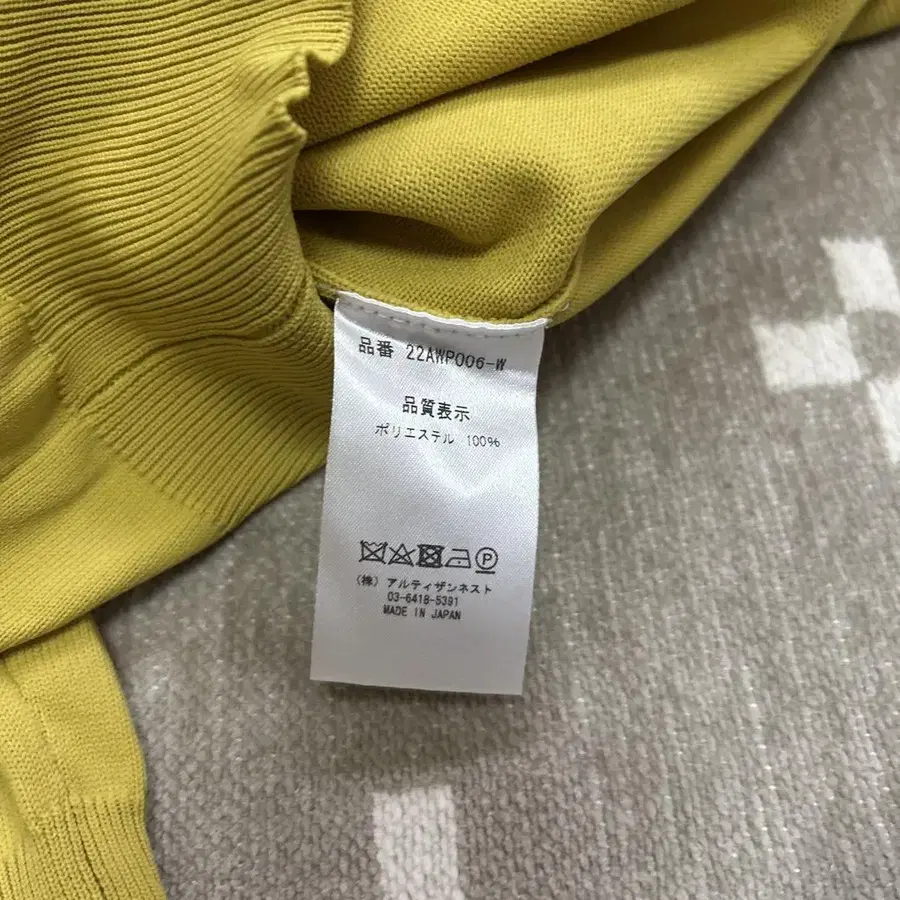 品番 22AWP006-W
品質表示
ポリエステル 100%
P
(株) アルティザンネスト
03-6418-5391
MADE IN JAPAN